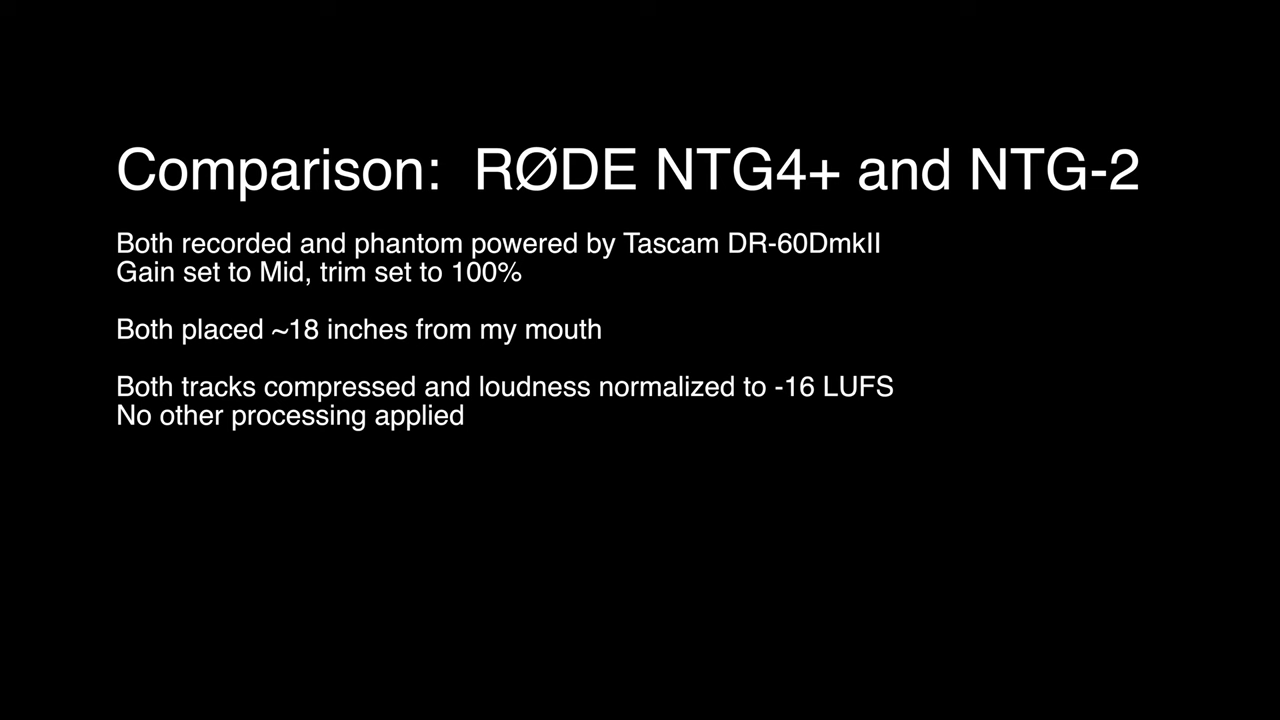 Comparison:  RØDE NTG4+ and NTG-2
Both recorded and phantom powered by Tascam DR-60DmkII
Gain set to Mid, trim set to 100%
Both placed ~18 inches from my mouth
Both tracks compressed and loudness normalized to -16 LUFS
No other processing applied